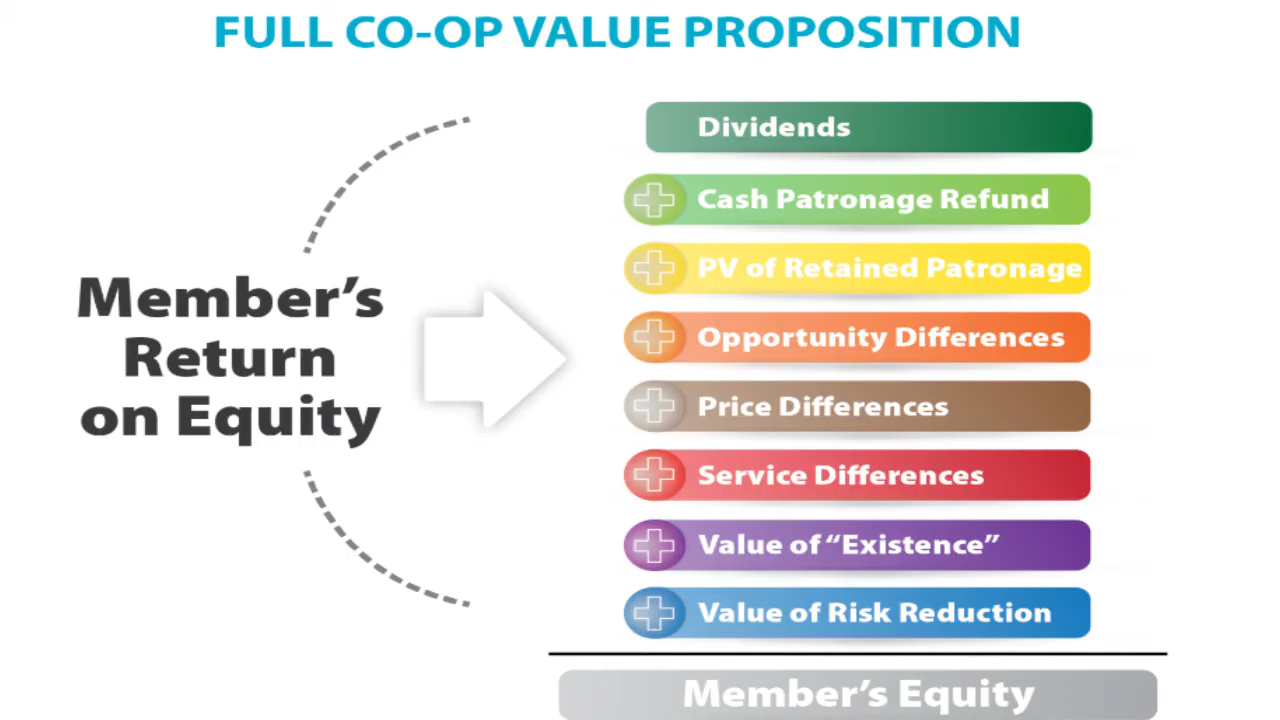 FULL CO-OP VALUE PROPOSITION
Member’s
Return
on Equity
Dividends
Cash Patronage Refund
PV of Retained Patronage
Opportunity Differences
Price Differences
Service Differences
Value of “Existence”
Value of Risk Reduction
Member’s Equity